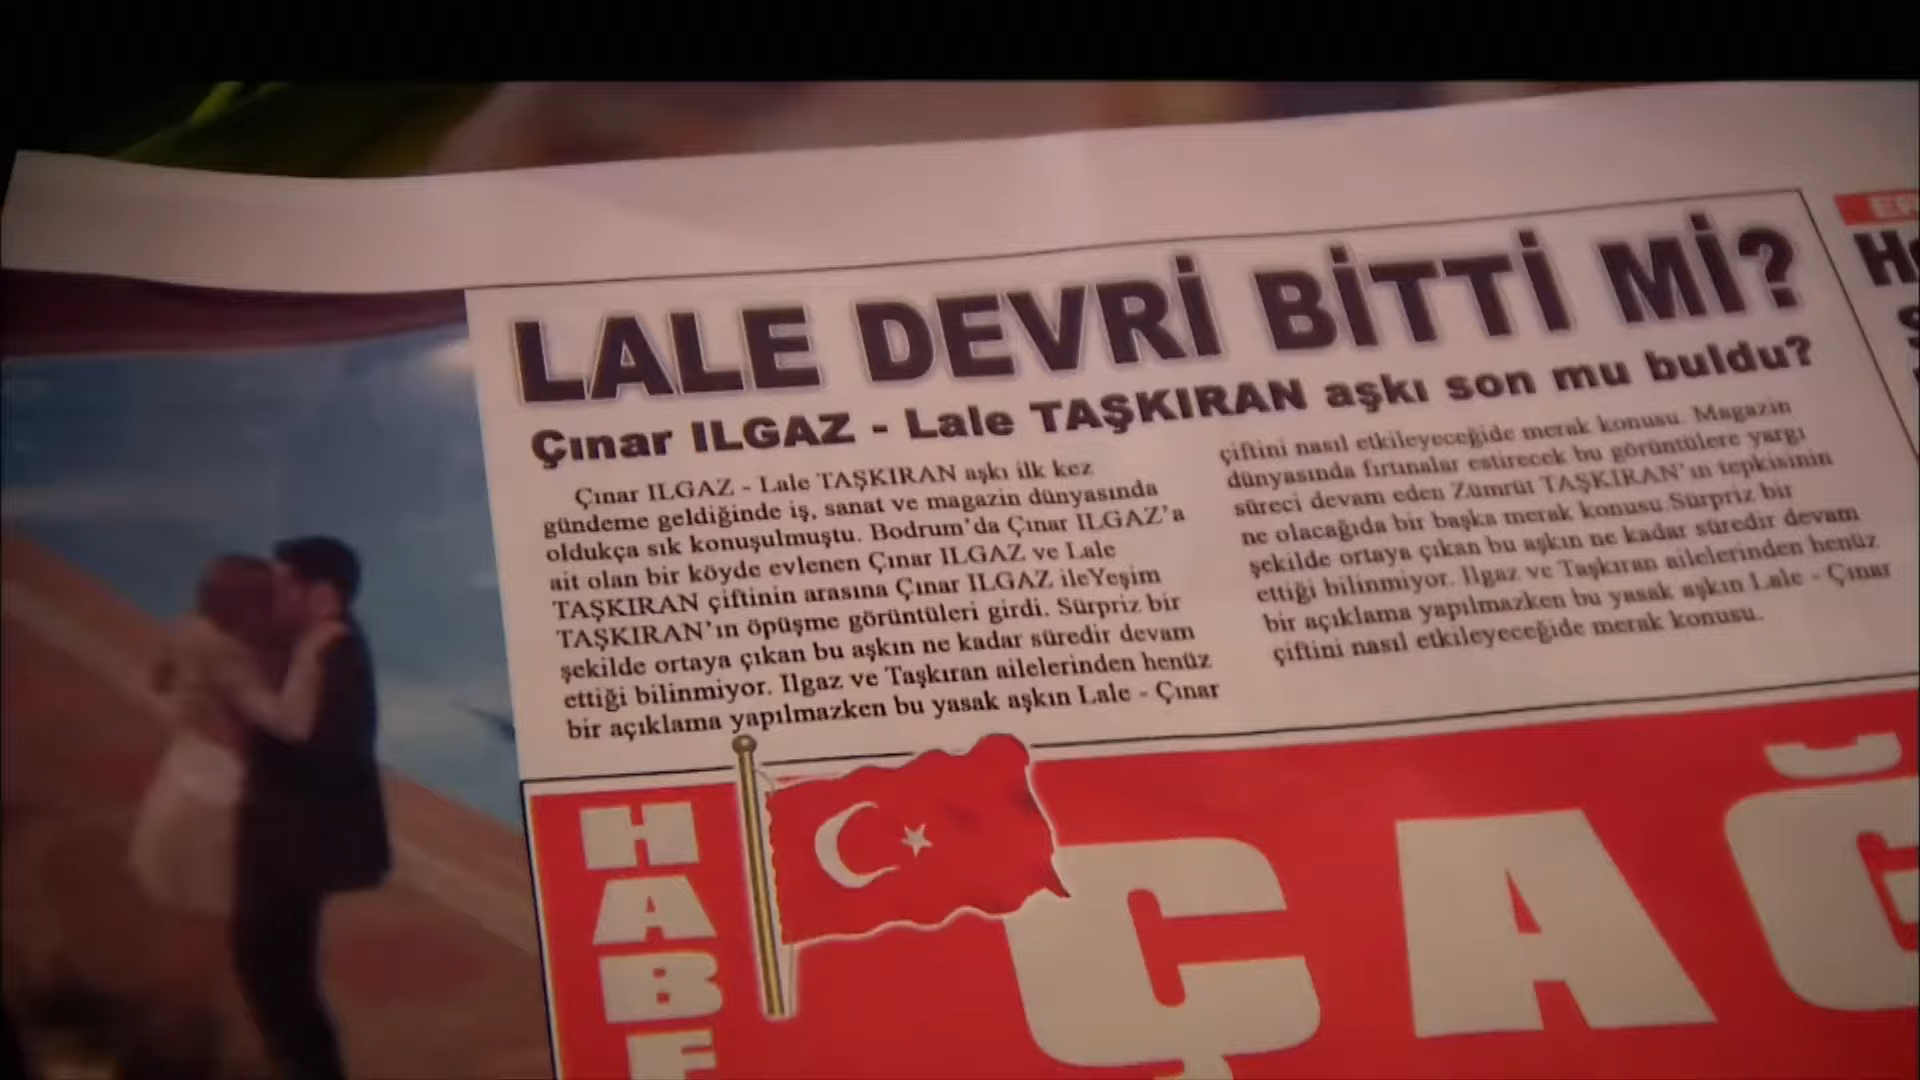 LALE DEVRİ BİTTİ Mİ?
Çınar ILGAZ - Lale TAŞKIRAN aşkı son mu buldu?
Çınar ILGAZ - Lale TAŞKIRAN aşkı ilk kez
gündeme geldiğinde iş, sanat ve magazin dünyasında
oldukça sık konuşulmuştu. Bodrum'da Çınar ILGAZ'a
ait olan bir köyde evlenen Çınar ILGAZ ve Lale
TAŞKIRAN çiftinin arasına Çınar ILGAZ ileYeşim
TAŞKIRAN'ın öpüşme görüntüleri girdi. Sürpriz bir
şekilde ortaya çıkan bu aşkın ne kadar süredir devam
ettiği bilinmiyor. Ilgaz ve Taşkıran ailelerinden henüz
bir açıklama yapılmazken bu yasak aşkın Lale - Çınar
çiftini nasıl etkileyeceğide merak konusu. Magazin
dünyasında fırtınalar estirecek bu görüntülere yargı
süreci devam eden Zümrüt TAŞKIRAN'ın tepkisinin
ne olacağıda bir başka merak konusu.Sürpriz bir
şekilde ortaya çıkan bu aşkın ne kadar süredir devam
ettiği bilinmiyor. Ilgaz ve Taşkıran ailelerinden henüz
bir açıklama yapılmazken bu yasak aşkın Lale - Çınar
çiftini nasıl etkileyeceğide merak konusu.
HABE
ÇAĞ